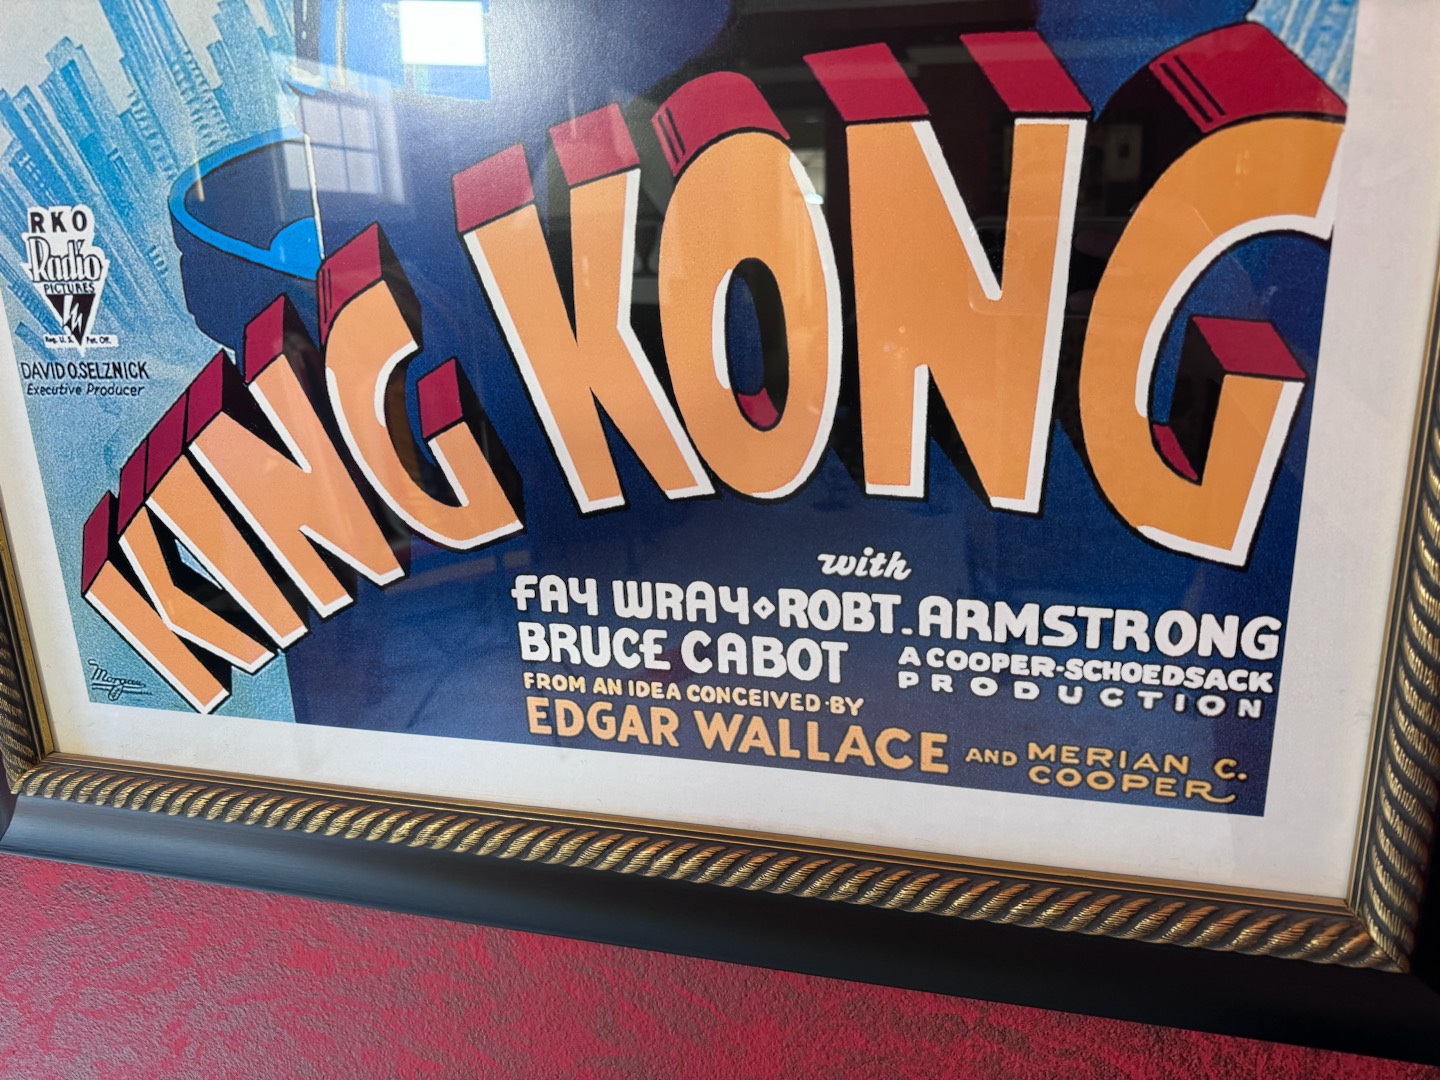 RKO
Radio
PICTURES
Reg. U.S. Pat. Off.
DAVID O. SELZNICK
Executive Producer
KING KONG
with
FAY WRAY ROBT. ARMSTRONG
BRUCE CABOT
A COOPER-SCHOEDSACK
PRODUCTION
FROM AN IDEA CONCEIVED BY
EDGAR WALLACE AND MERIAN C.
COOPER
Morgan